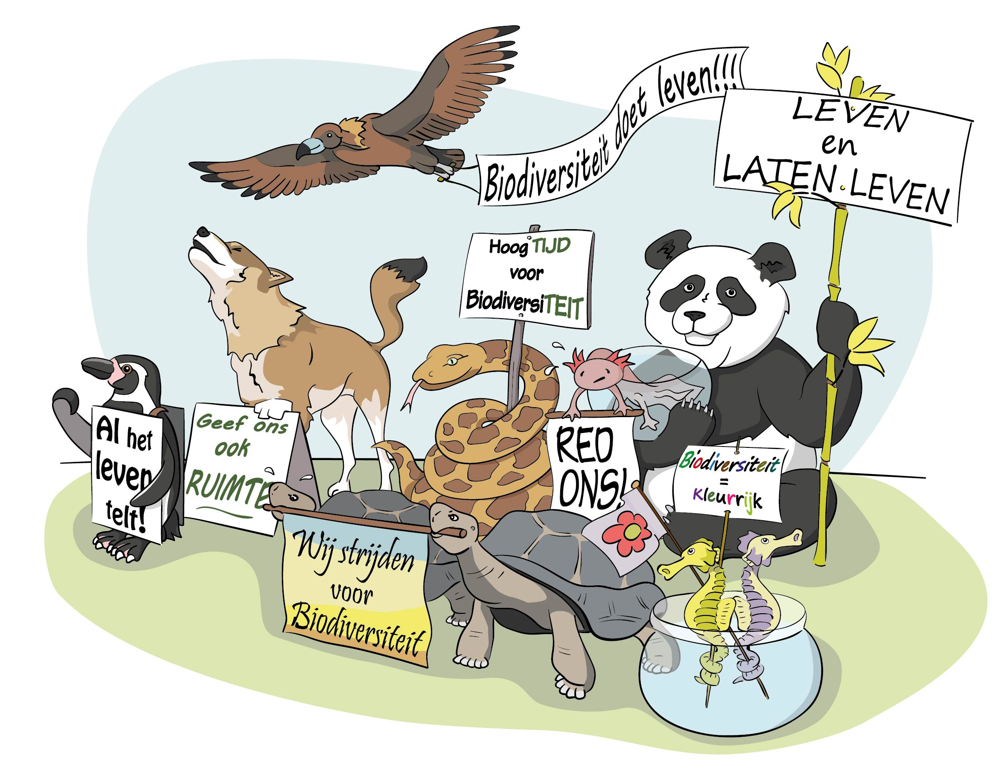 Biodiversiteit doet leven!!!
LEVEN
en
LATEN LEVEN
Hoog TIJD
voor
BiodiversiTEIT
Al het
leven
telt!
Geef ons
ook
RUIMTE
RED
ONS!
Biodiversiteit
=
Kleurrijk
Wij strijden
voor
Biodiversiteit